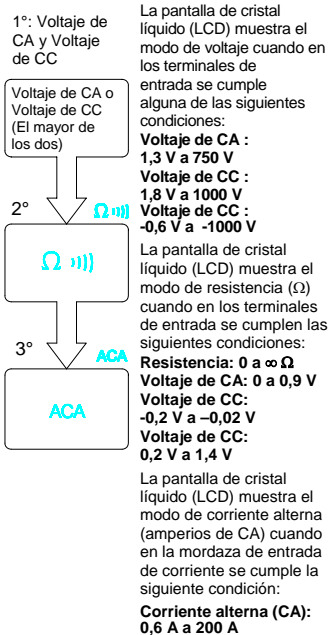 1°: Voltaje de
CA y Voltaje
de CC
Voltaje de CA o
Voltaje de CC
(El mayor de
los dos)
2°
Ω ·)))
Ω ·)))
3°
ACA
ACA
La pantalla de cristal
líquido (LCD) muestra el
modo de voltaje cuando en
los terminales de
entrada se cumple
alguna de las siguientes
condiciones:
Voltaje de CA :
1,3 V a 750 V
Voltaje de CC :
1,8 V a 1000 V
Voltaje de CC :
-0,6 V a -1000 V
La pantalla de cristal
líquido (LCD) muestra el
modo de resistencia (Ω)
cuando en los terminales
de entrada se cumplen las
siguientes condiciones:
Resistencia: 0 a ∞ Ω
Voltaje de CA: 0 a 0,9 V
Voltaje de CC:
-0,2 V a –0,02 V
Voltaje de CC:
0,2 V a 1,4 V
La pantalla de cristal
líquido (LCD) muestra el
modo de corriente alterna
(amperios de CA) cuando
en la mordaza de entrada
de corriente se cumple la
siguiente condición:
Corriente alterna (CA):
0,6 A a 200 A